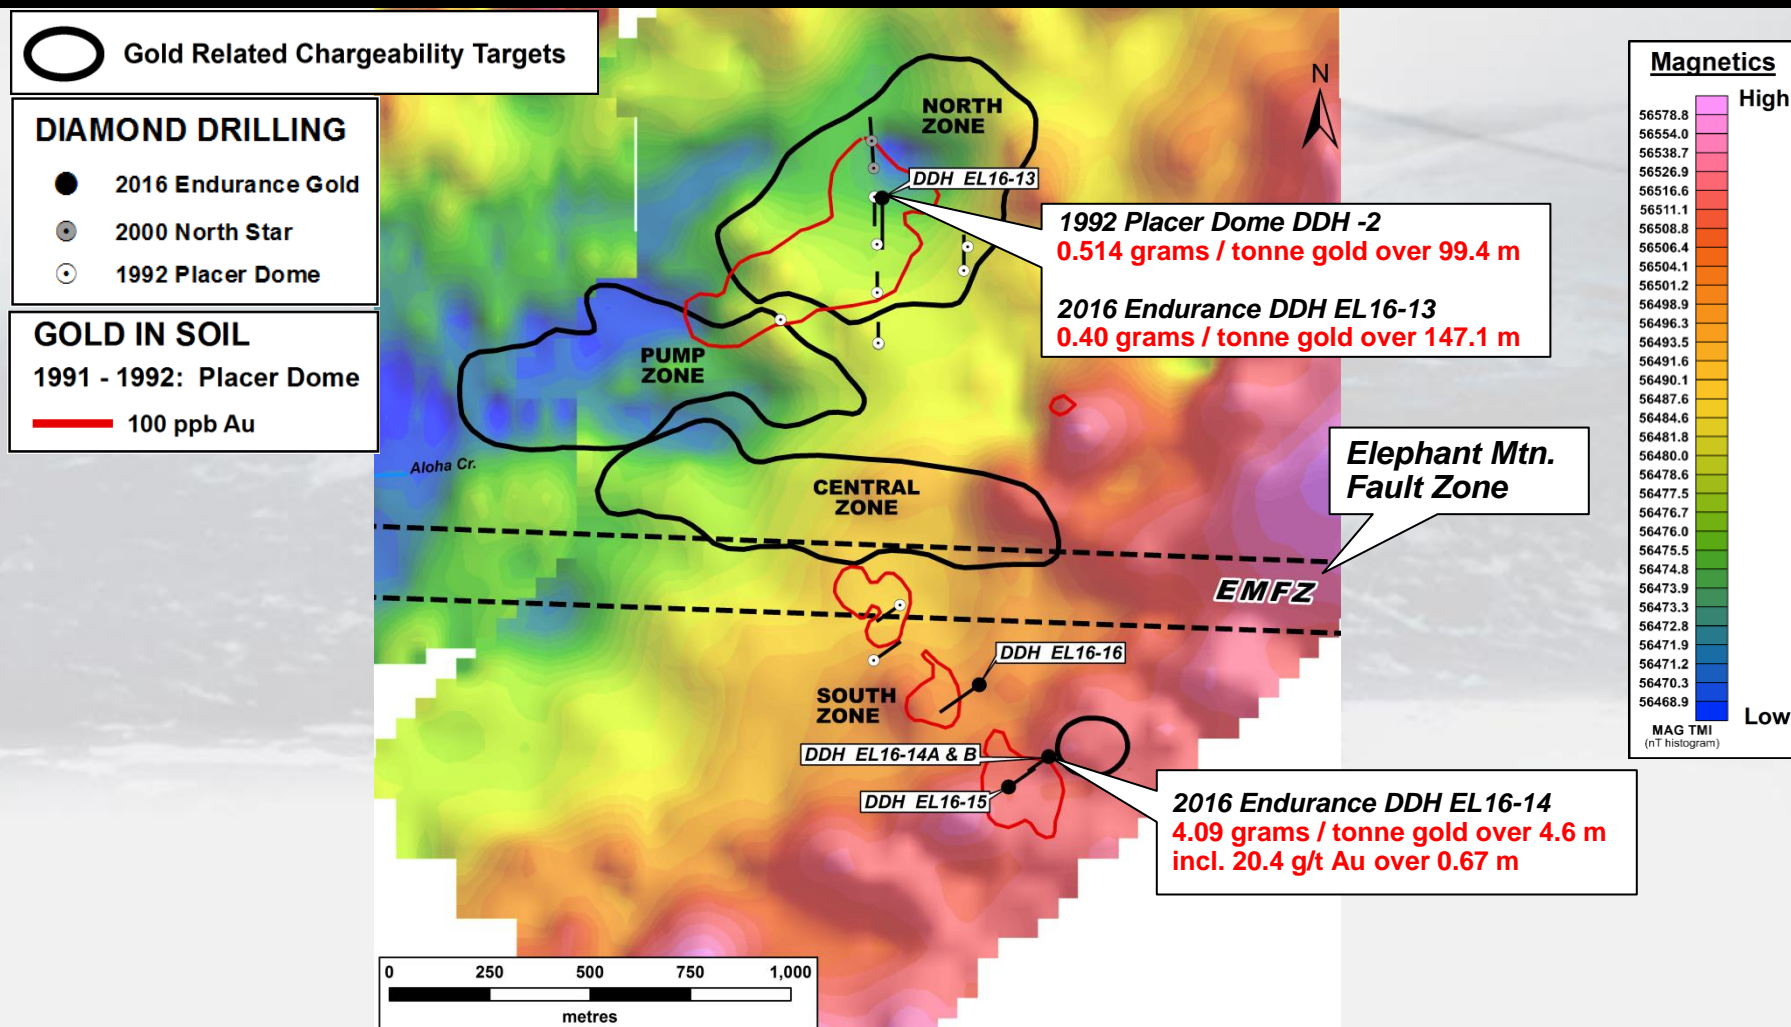 Gold Related Chargeability Targets
DIAMOND DRILLING
2016 Endurance Gold
2000 North Star
1992 Placer Dome
GOLD IN SOIL
1991 - 1992: Placer Dome
100 ppb Au
N
NORTH
ZONE
DDH EL16-13
1992 Placer Dome DDH -2
0.514 grams / tonne gold over 99.4 m
2016 Endurance DDH EL16-13
0.40 grams / tonne gold over 147.1 m
PUMP
ZONE
Aloha Cr.
CENTRAL
ZONE
Elephant Mtn.
Fault Zone
EMFZ
DDH EL16-16
SOUTH
ZONE
DDH EL16-14A & B
DDH EL16-15
2016 Endurance DDH EL16-14
4.09 grams / tonne gold over 4.6 m
incl. 20.4 g/t Au over 0.67 m
0 250 500 750 1,000
metres
Magnetics
High
56578.8
56554.0
56538.7
56526.9
56516.6
56511.1
56508.8
56506.4
56504.1
56501.2
56498.9
56496.3
56493.5
56491.6
56490.1
56487.6
56484.6
56481.8
56480.0
56478.6
56477.5
56476.7
56476.0
56475.5
56474.8
56473.9
56473.3
56472.8
56471.9
56471.2
56470.3
56468.9
Low
MAG TMI
(nT histogram)